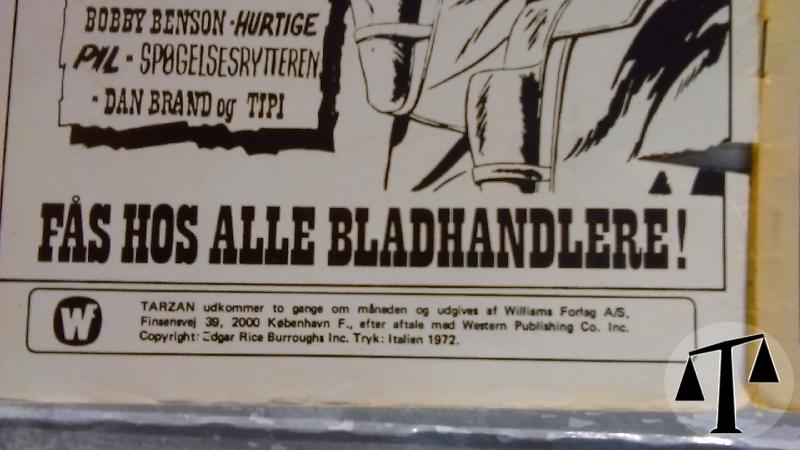 BOBBY BENSON · HURTIGE
PIL · SPØGELSESRYTTEREN
· DAN BRAND og TIPI
FÅS HOS ALLE BLADHANDLERE!
Wf
TARZAN udkommer to gange om måneden og udgives af Williams Forlag A/S,
Finsensvej 39, 2000 København F., efter aftale med Western Publishing Co. Inc.
Copyright: Edgar Rice Burroughs Inc. Tryk: Italien 1972.